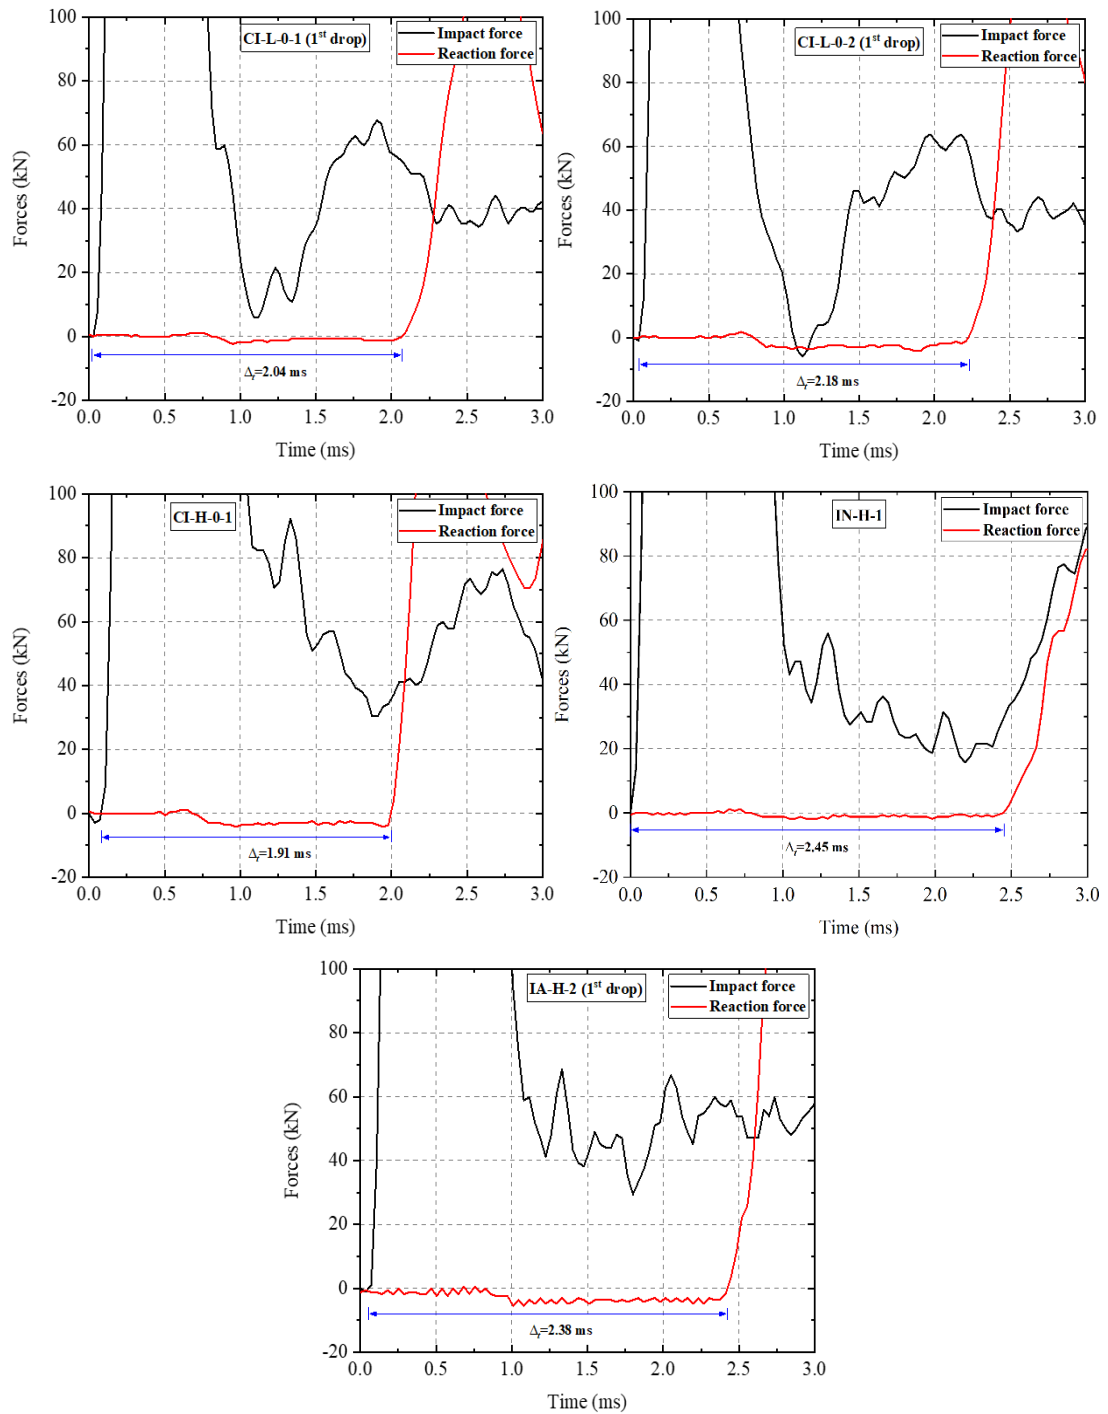 CI-L-0-1 (1st drop)
Impact force
Reaction force
Forces (kN)
100
80
60
40
20
0
-20
Δt=2.04 ms
0.0 0.5 1.0 1.5 2.0 2.5 3.0
Time (ms)
CI-L-0-2 (1st drop)
Impact force
Reaction force
Forces (kN)
100
80
60
40
20
0
-20
Δt=2.18 ms
0.0 0.5 1.0 1.5 2.0 2.5 3.0
Time (ms)
CI-H-0-1
Impact force
Reaction force
Forces (kN)
100
80
60
40
20
0
-20
Δt=1.91 ms
0.0 0.5 1.0 1.5 2.0 2.5 3.0
Time (ms)
IN-H-1
Impact force
Reaction force
Forces (kN)
100
80
60
40
20
0
-20
Δt=2.45 ms
0.0 0.5 1.0 1.5 2.0 2.5 3.0
Time (ms)
IA-H-2 (1st drop)
Impact force
Reaction force
Forces (kN)
100
80
60
40
20
0
-20
Δt=2.38 ms
0.0 0.5 1.0 1.5 2.0 2.5 3.0
Time (ms)